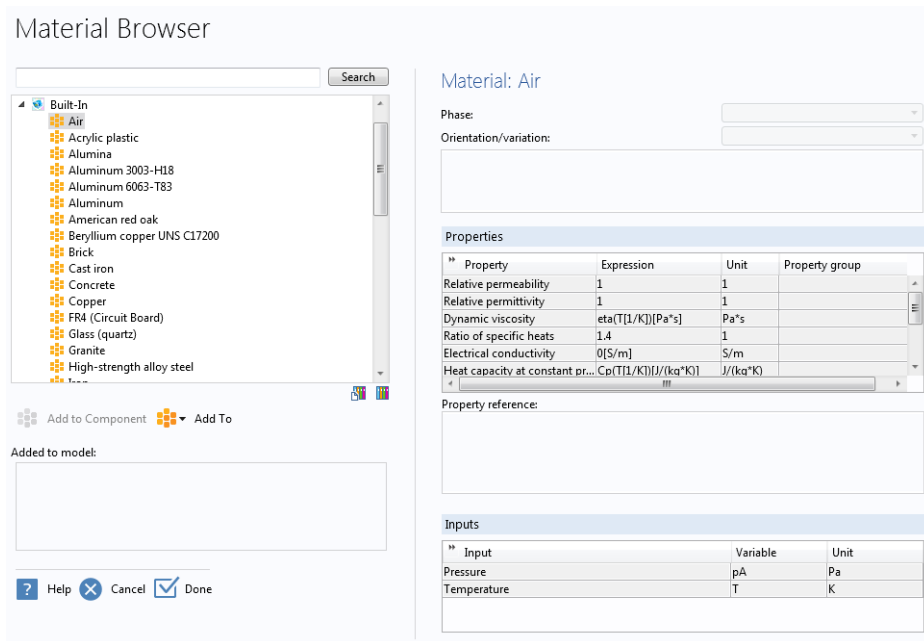 Material Browser
Search
Built-In
Air
Acrylic plastic
Alumina
Aluminum 3003-H18
Aluminum 6063-T83
Aluminum
American red oak
Beryllium copper UNS C17200
Brick
Cast iron
Concrete
Copper
FR4 (Circuit Board)
Glass (quartz)
Granite
High-strength alloy steel
Iron
Add to Component Add To
Added to model:
? Help Cancel Done
Material: Air
Phase:
Orientation/variation:
Properties
Property Expression Unit Property group
Relative permeability 1 1
Relative permittivity 1 1
Dynamic viscosity eta(T[1/K])[Pa*s] Pa*s
Ratio of specific heats 1.4 1
Electrical conductivity 0[S/m] S/m
Heat capacity at constant pr... Cp(T[1/K])[J/(kg*K)] J/(kg*K)
Property reference:
Inputs
Input Variable Unit
Pressure pA Pa
Temperature T K